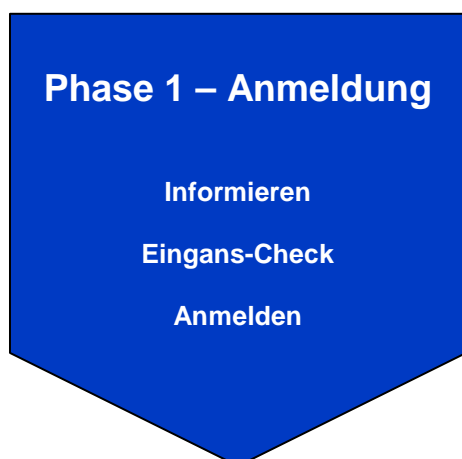 Phase 1 – Anmeldung
Informieren
Eingans-Check
Anmelden